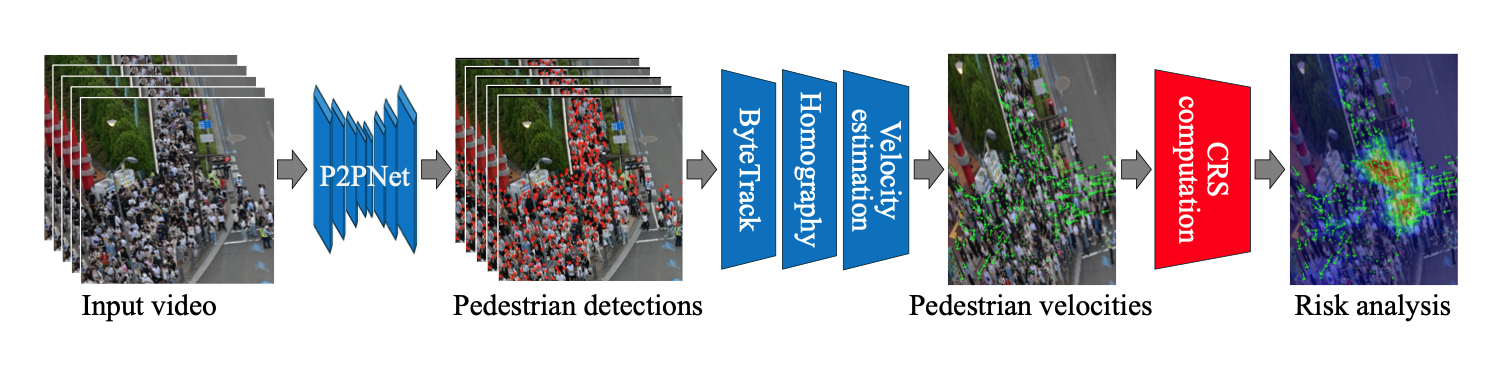 P2PNet
ByteTrack
Homography
Velocity
estimation
CRS
computation
Input video
Pedestrian detections
Pedestrian velocities
Risk analysis